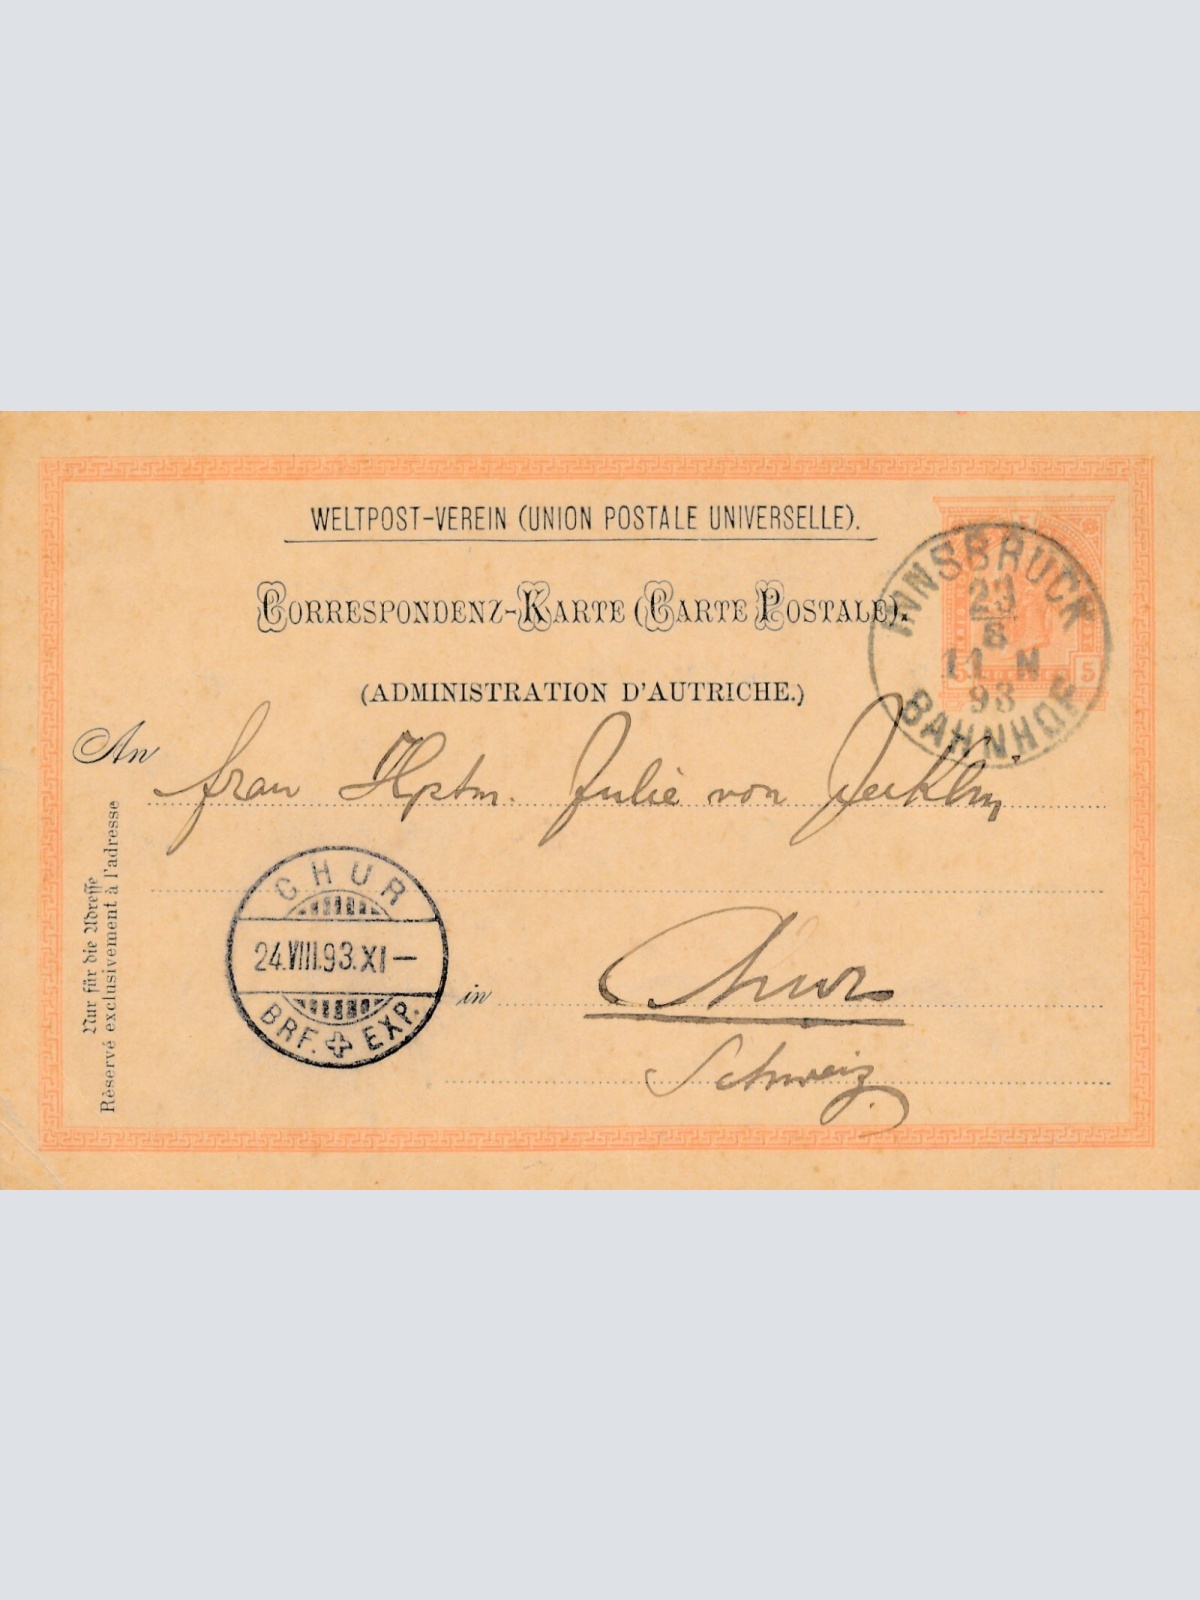 WELTPOST-VEREIN (UNION POSTALE UNIVERSELLE).
CORRESPONDENZ-KARTE (CARTE POSTALE).
(ADMINISTRATION D'AUTRICHE.)
INNSBRUCK
23
8
11 N
93
BAHNHOF
5 5
An Frau Hptm. Julie von
CHUR
24.VIII.93.XI–
BRF. EXP.
in Chur
Schweiz.
Nur für die Adresse
Réservé exclusivement à l'adresse